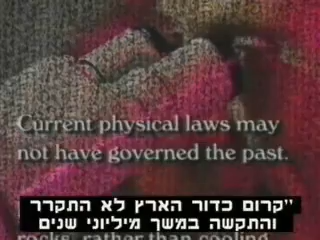 Current physical laws may
not have governed the past.
"קרום כדור הארץ לא התקרר
והתקשה במשך מיליוני שנים
rocks, rather than cooling